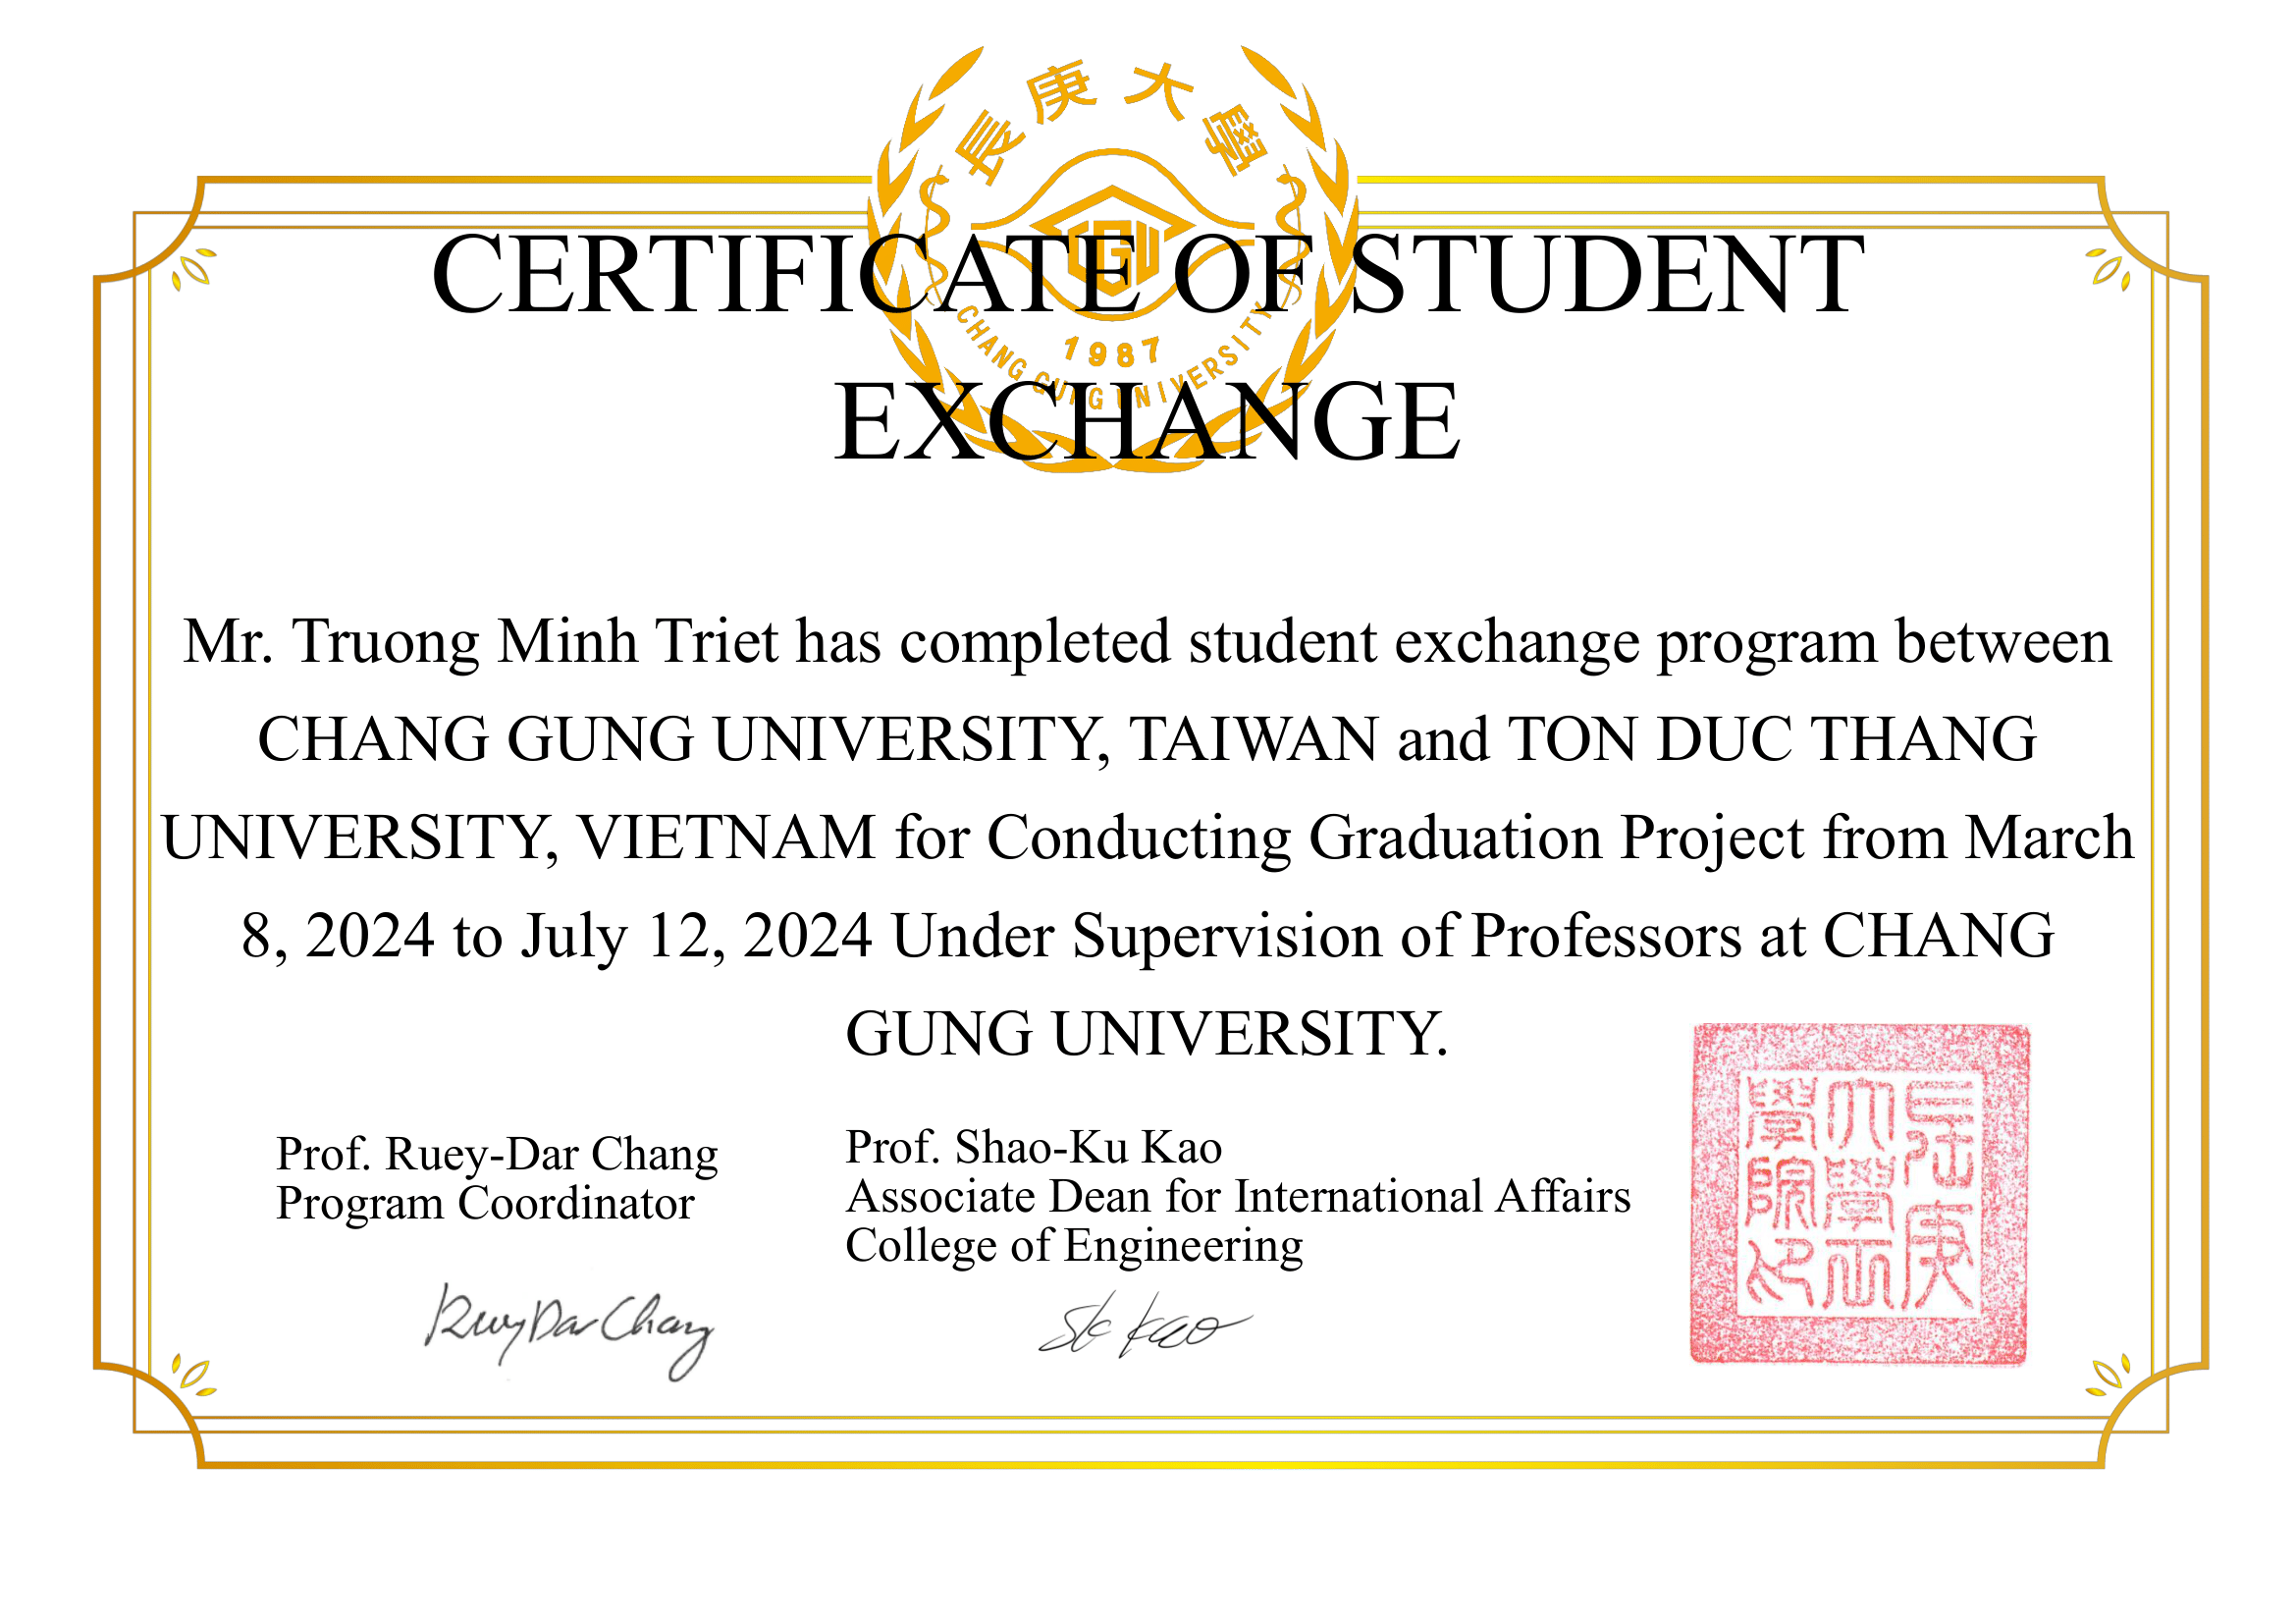 長庚大學
CERTIFICATE OF STUDENT
CHANG GUNG UNIVERSITY
1987
CGU
EXCHANGE
Mr. Truong Minh Triet has completed student exchange program between
CHANG GUNG UNIVERSITY, TAIWAN and TON DUC THANG
UNIVERSITY, VIETNAM for Conducting Graduation Project from March
8, 2024 to July 12, 2024 Under Supervision of Professors at CHANG
GUNG UNIVERSITY.
Prof. Ruey-Dar Chang
Program Coordinator
Prof. Shao-Ku Kao
Associate Dean for International Affairs
College of Engineering
Ruey Dar Chang
SK Kao
長庚
大學工
學院印